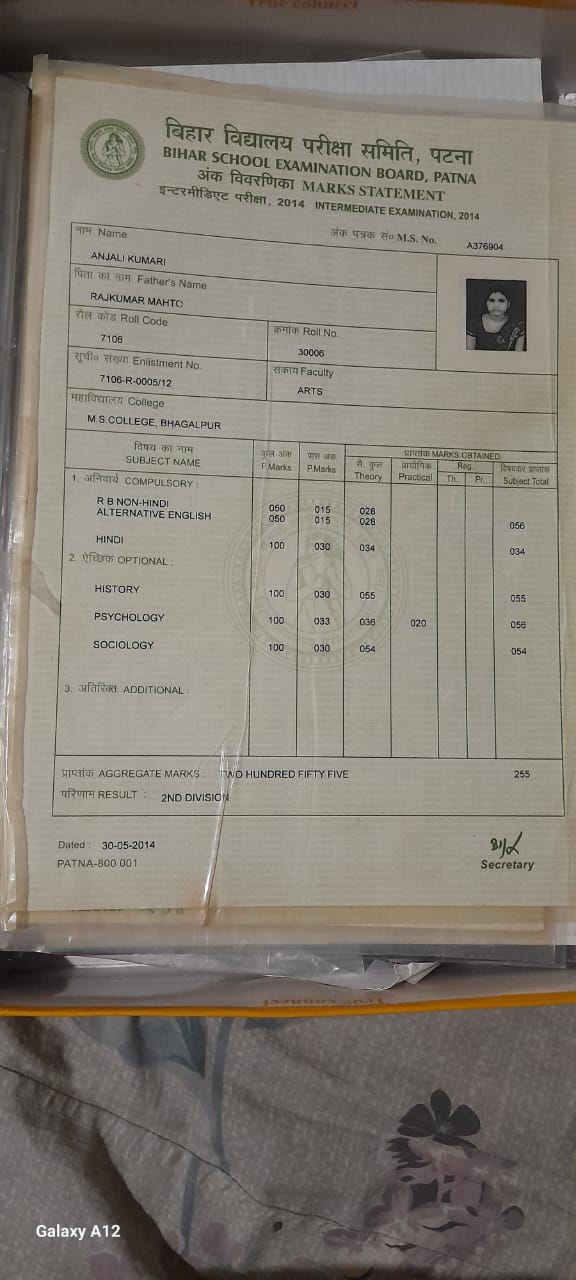 True connect
बिहार विद्यालय परीक्षा समिति, पटना
BIHAR SCHOOL EXAMINATION BOARD, PATNA
अंक विवरणिका MARKS STATEMENT
इन्टरमीडिएट परीक्षा, 2014 INTERMEDIATE EXAMINATION, 2014
नाम Name अंक पत्रक सं० M.S. No. A376904
ANJALI KUMARI
पिता का नाम Father's Name
RAJKUMAR MAHTO
रौल कोड Roll Code क्रमांक Roll No.
7106 30006
सूची० संख्या Enlistment No. संकाय Faculty
7106-R-0005/12 ARTS
महाविद्यालय College
M.S.COLLEGE, BHAGALPUR
विषय का नाम कुल अंक पास अंक प्राप्तांक MARKS OBTAINED
SUBJECT NAME F.Marks P.Marks सै. कुल Theory प्रायोगिक Practical Reg. Th. Pr. विषयवार प्राप्तांक Subject Total
1. अनिवार्य COMPULSORY :
R B NON-HINDI 050 015 028
ALTERNATIVE ENGLISH 050 015 028 056
HINDI 100 030 034 034
2. ऐच्छिक OPTIONAL :
HISTORY 100 030 055 055
PSYCHOLOGY 100 033 036 020 056
SOCIOLOGY 100 030 054 054
3. अतिरिक्त ADDITIONAL :
प्राप्तांक AGGREGATE MARKS : TWO HUNDRED FIFTY FIVE 255
परिणाम RESULT : 2ND DIVISION
Dated : 30-05-2014
PATNA-800 001
Secretary
True connect
Galaxy A12